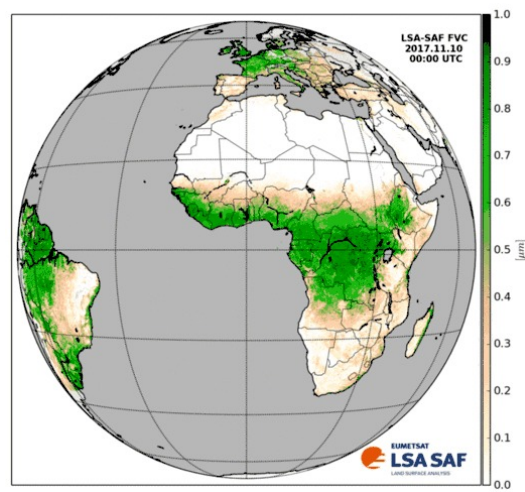 LSA-SAF FVC
2017.11.10
00:00 UTC
1.0
0.9
0.8
0.7
0.6
0.5
0.4
0.3
0.2
0.1
0.0
[μm]
EUMETSAT
LSA SAF
LAND SURFACE ANALYSIS